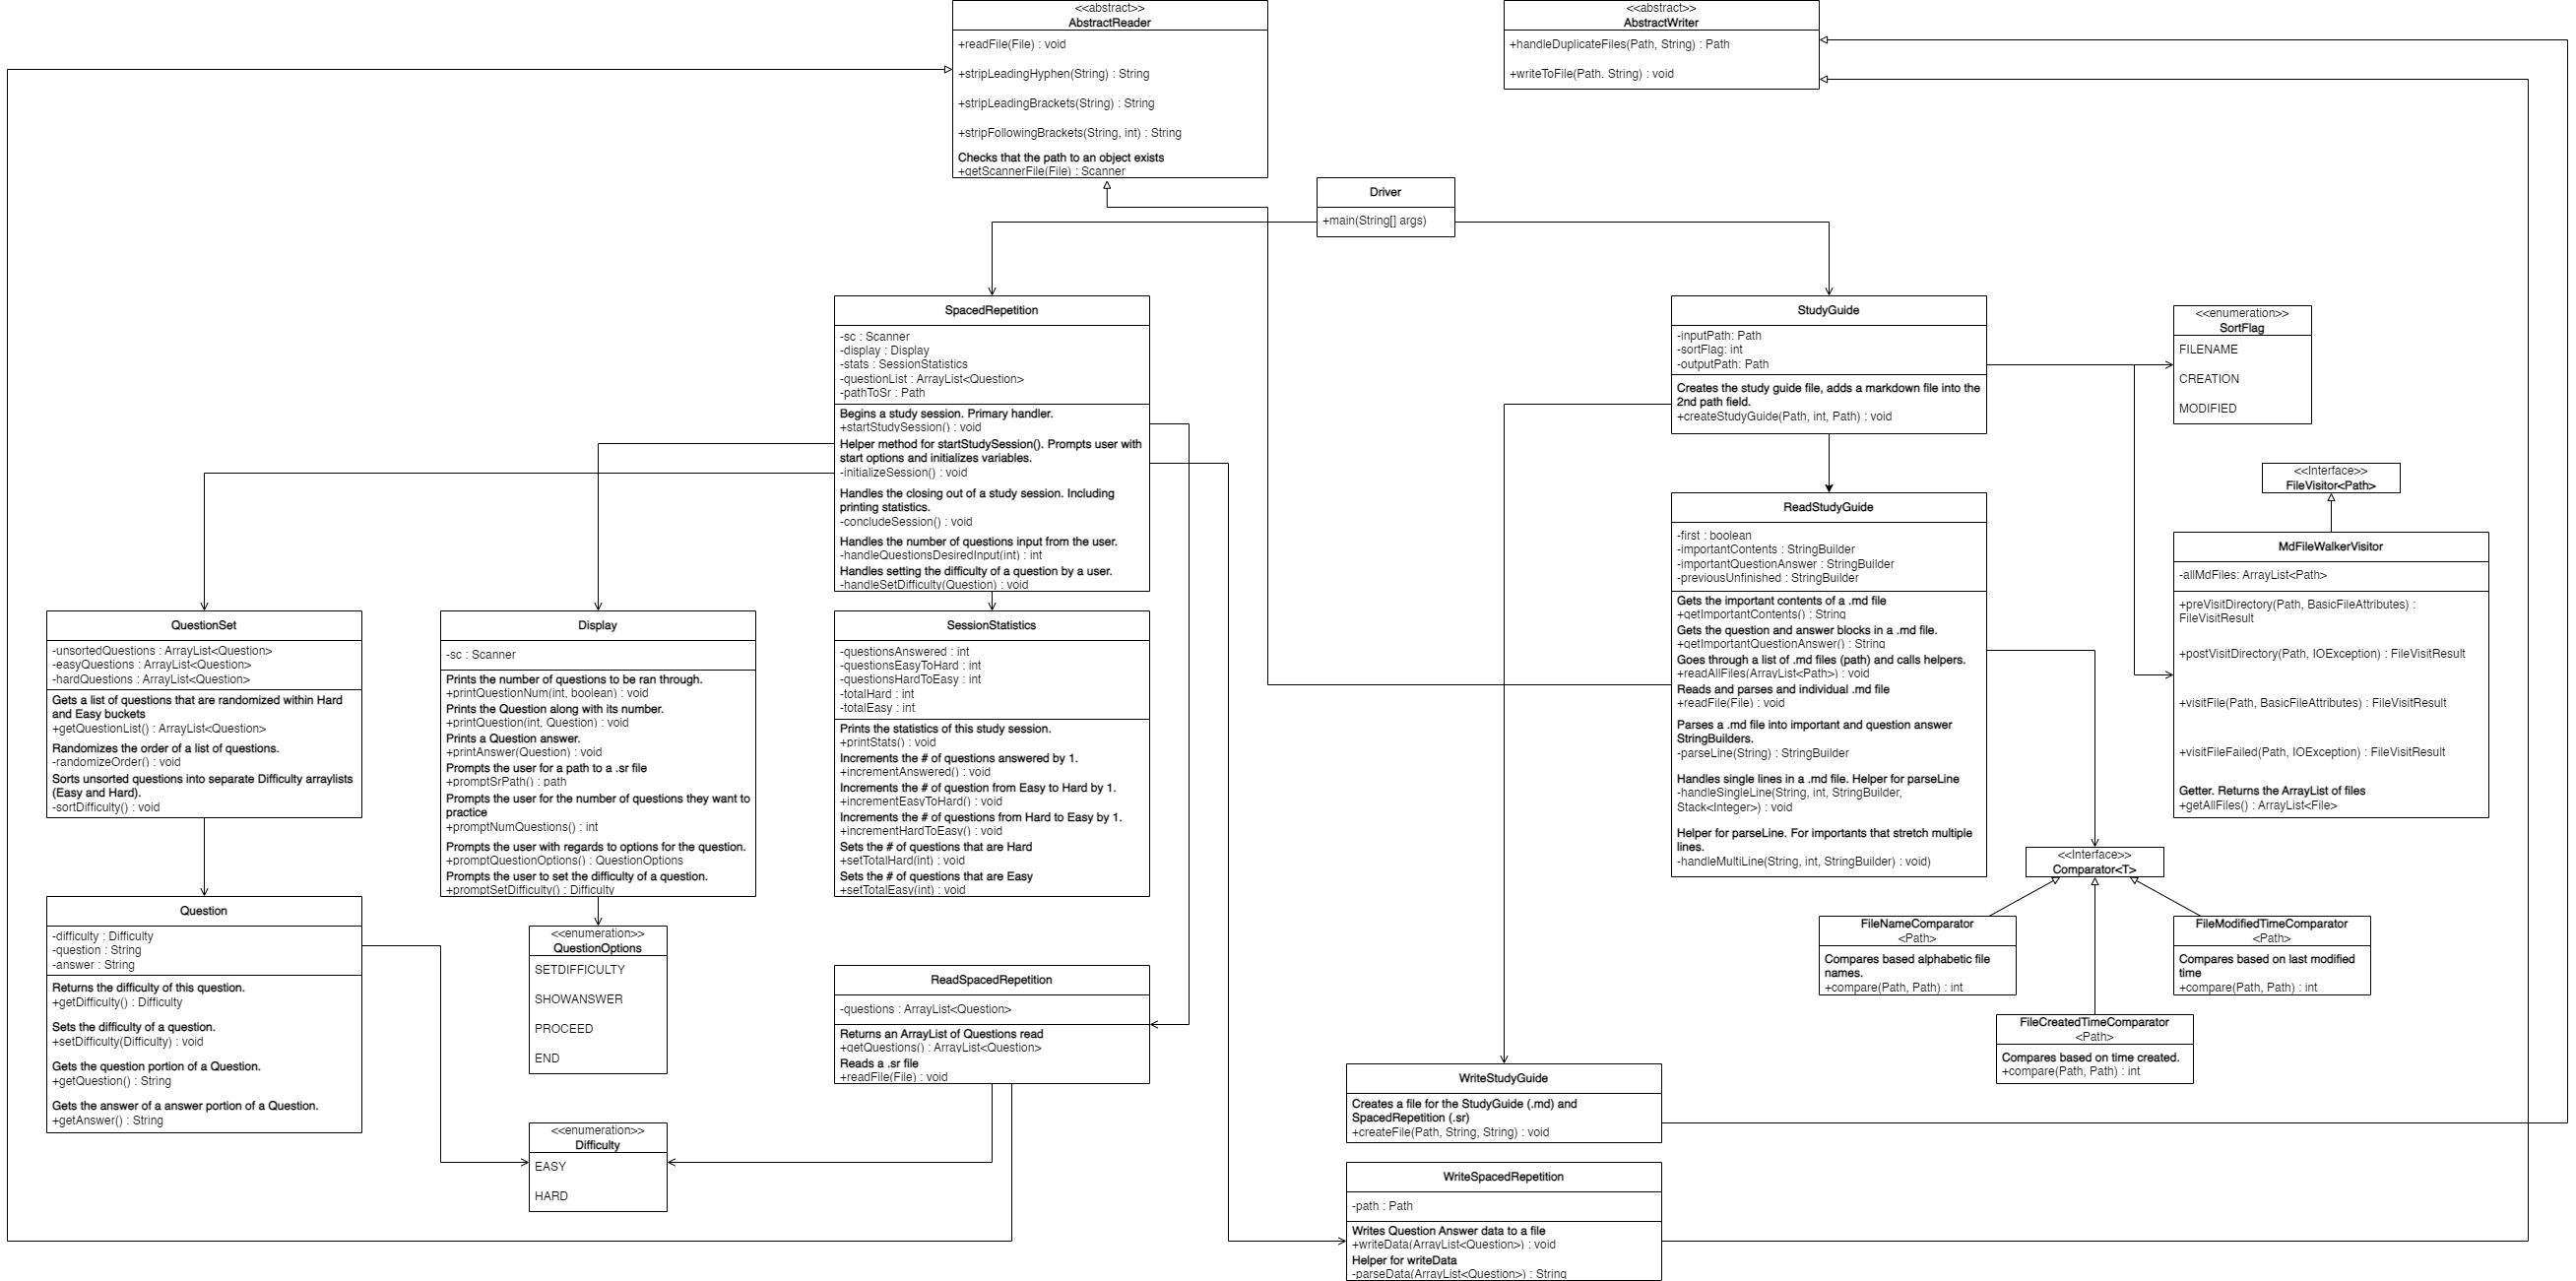 <<abstract>>
AbstractReader
+readFile(File) : void
+stripLeadingHyphen(String) : String
+stripLeadingBrackets(String) : String
+stripFollowingBrackets(String, int) : String
Checks that the path to an object exists
+getScannerFile(File) : Scanner
<<abstract>>
AbstractWriter
+handleDuplicateFiles(Path, String) : Path
+writeToFile(Path. String) : void
Driver
+main(String[] args)
SpacedRepetition
-sc : Scanner
-display : Display
-stats : SessionStatistics
-questionList : ArrayList<Question>
-pathToSr : Path
Begins a study session. Primary handler.
+startStudySession() : void
Helper method for startStudySession(). Prompts user with
start options and initializes variables.
-initializeSession() : void
Handles the closing out of a study session. Including
printing statistics.
-concludeSession() : void
Handles the number of questions input from the user.
-handleQuestionsDesiredInput(int) : int
Handles setting the difficulty of a question by a user.
-handleSetDifficulty(Question) : void
StudyGuide
-inputPath: Path
-sortFlag: int
-outputPath: Path
Creates the study guide file, adds a markdown file into the
2nd path field.
+createStudyGuide(Path, int, Path) : void
<<enumeration>>
SortFlag
FILENAME
CREATION
MODIFIED
<<Interface>>
FileVisitor<Path>
MdFileWalkerVisitor
-allMdFiles: ArrayList<Path>
+preVisitDirectory(Path, BasicFileAttributes) :
FileVisitResult
+postVisitDirectory(Path, IOException) : FileVisitResult
+visitFile(Path, BasicFileAttributes) : FileVisitResult
+visitFileFailed(Path, IOException) : FileVisitResult
Getter. Returns the ArrayList of files
+getAllFiles() : ArrayList<File>
ReadStudyGuide
-first : boolean
-importantContents : StringBuilder
-importantQuestionAnswer : StringBuilder
-previousUnfinished : StringBuilder
Gets the important contents of a .md file
+getImportantContents() : String
Gets the question and answer blocks in a .md file.
+getImportantQuestionAnswer() : String
Goes through a list of .md files (path) and calls helpers.
+readAllFiles(ArrayList<Path>) : void
Reads and parses and individual .md file
+readFile(File) : void
Parses a .md file into important and question answer
StringBuilders.
-parseLine(String) : StringBuilder
Handles single lines in a .md file. Helper for parseLine
-handleSingleLine(String, int, StringBuilder,
Stack<Integer>) : void
Helper for parseLine. For importants that stretch multiple
lines.
-handleMultiLine(String, int, StringBuilder) : void)
QuestionSet
-unsortedQuestions : ArrayList<Question>
-easyQuestions : ArrayList<Question>
-hardQuestions : ArrayList<Question>
Gets a list of questions that are randomized within Hard
and Easy buckets
+getQuestionList() : ArrayList<Question>
Randomizes the order of a list of questions.
-randomizeOrder() : void
Sorts unsorted questions into separate Difficulty arraylists
(Easy and Hard).
-sortDifficulty() : void
Display
-sc : Scanner
Prints the number of questions to be ran through.
+printQuestionNum(int, boolean) : void
Prints the Question along with its number.
+printQuestion(int, Question) : void
Prints a Question answer.
+printAnswer(Question) : void
Prompts the user for a path to a .sr file
+promptSrPath() : path
Prompts the user for the number of questions they want to
practice
+promptNumQuestions() : int
Prompts the user with regards to options for the question.
+promptQuestionOptions() : QuestionOptions
Prompts the user to set the difficulty of a question.
+promptSetDifficulty() : Difficulty
SessionStatistics
-questionsAnswered : int
-questionsEasyToHard : int
-questionsHardToEasy : int
-totalHard : int
-totalEasy : int
Prints the statistics of this study session.
+printStats() : void
Increments the # of questions answered by 1.
+incrementAnswered() : void
Increments the # of question from Easy to Hard by 1.
+incrementEasyToHard() : void
Increments the # of questions from Hard to Easy by 1.
+incrementHardToEasy() : void
Sets the # of questions that are Hard
+setTotalHard(int) : void
Sets the # of questions that are Easy
+setTotalEasy(int) : void
<<Interface>>
Comparator<T>
FileNameComparator
<Path>
Compares based alphabetic file
names.
+compare(Path, Path) : int
FileModifiedTimeComparator
<Path>
Compares based on last modified
time
+compare(Path, Path) : int
FileCreatedTimeComparator
<Path>
Compares based on time created.
+compare(Path, Path) : int
Question
-difficulty : Difficulty
-question : String
-answer : String
Returns the difficulty of this question.
+getDifficulty() : Difficulty
Sets the difficulty of a question.
+setDifficulty(Difficulty) : void
Gets the question portion of a Question.
+getQuestion() : String
Gets the answer of a answer portion of a Question.
+getAnswer() : String
<<enumeration>>
QuestionOptions
SETDIFFICULTY
SHOWANSWER
PROCEED
END
<<enumeration>>
Difficulty
EASY
HARD
ReadSpacedRepetition
-questions : ArrayList<Question>
Returns an ArrayList of Questions read
+getQuestions() : ArrayList<Question>
Reads a .sr file
+readFile(File) : void
WriteStudyGuide
Creates a file for the StudyGuide (.md) and
SpacedRepetition (.sr)
+createFile(Path, String, String) : void
WriteSpacedRepetition
-path : Path
Writes Question Answer data to a file
+writeData(ArrayList<Question>) : void
Helper for writeData
-parseData(ArrayList<Question>) : String